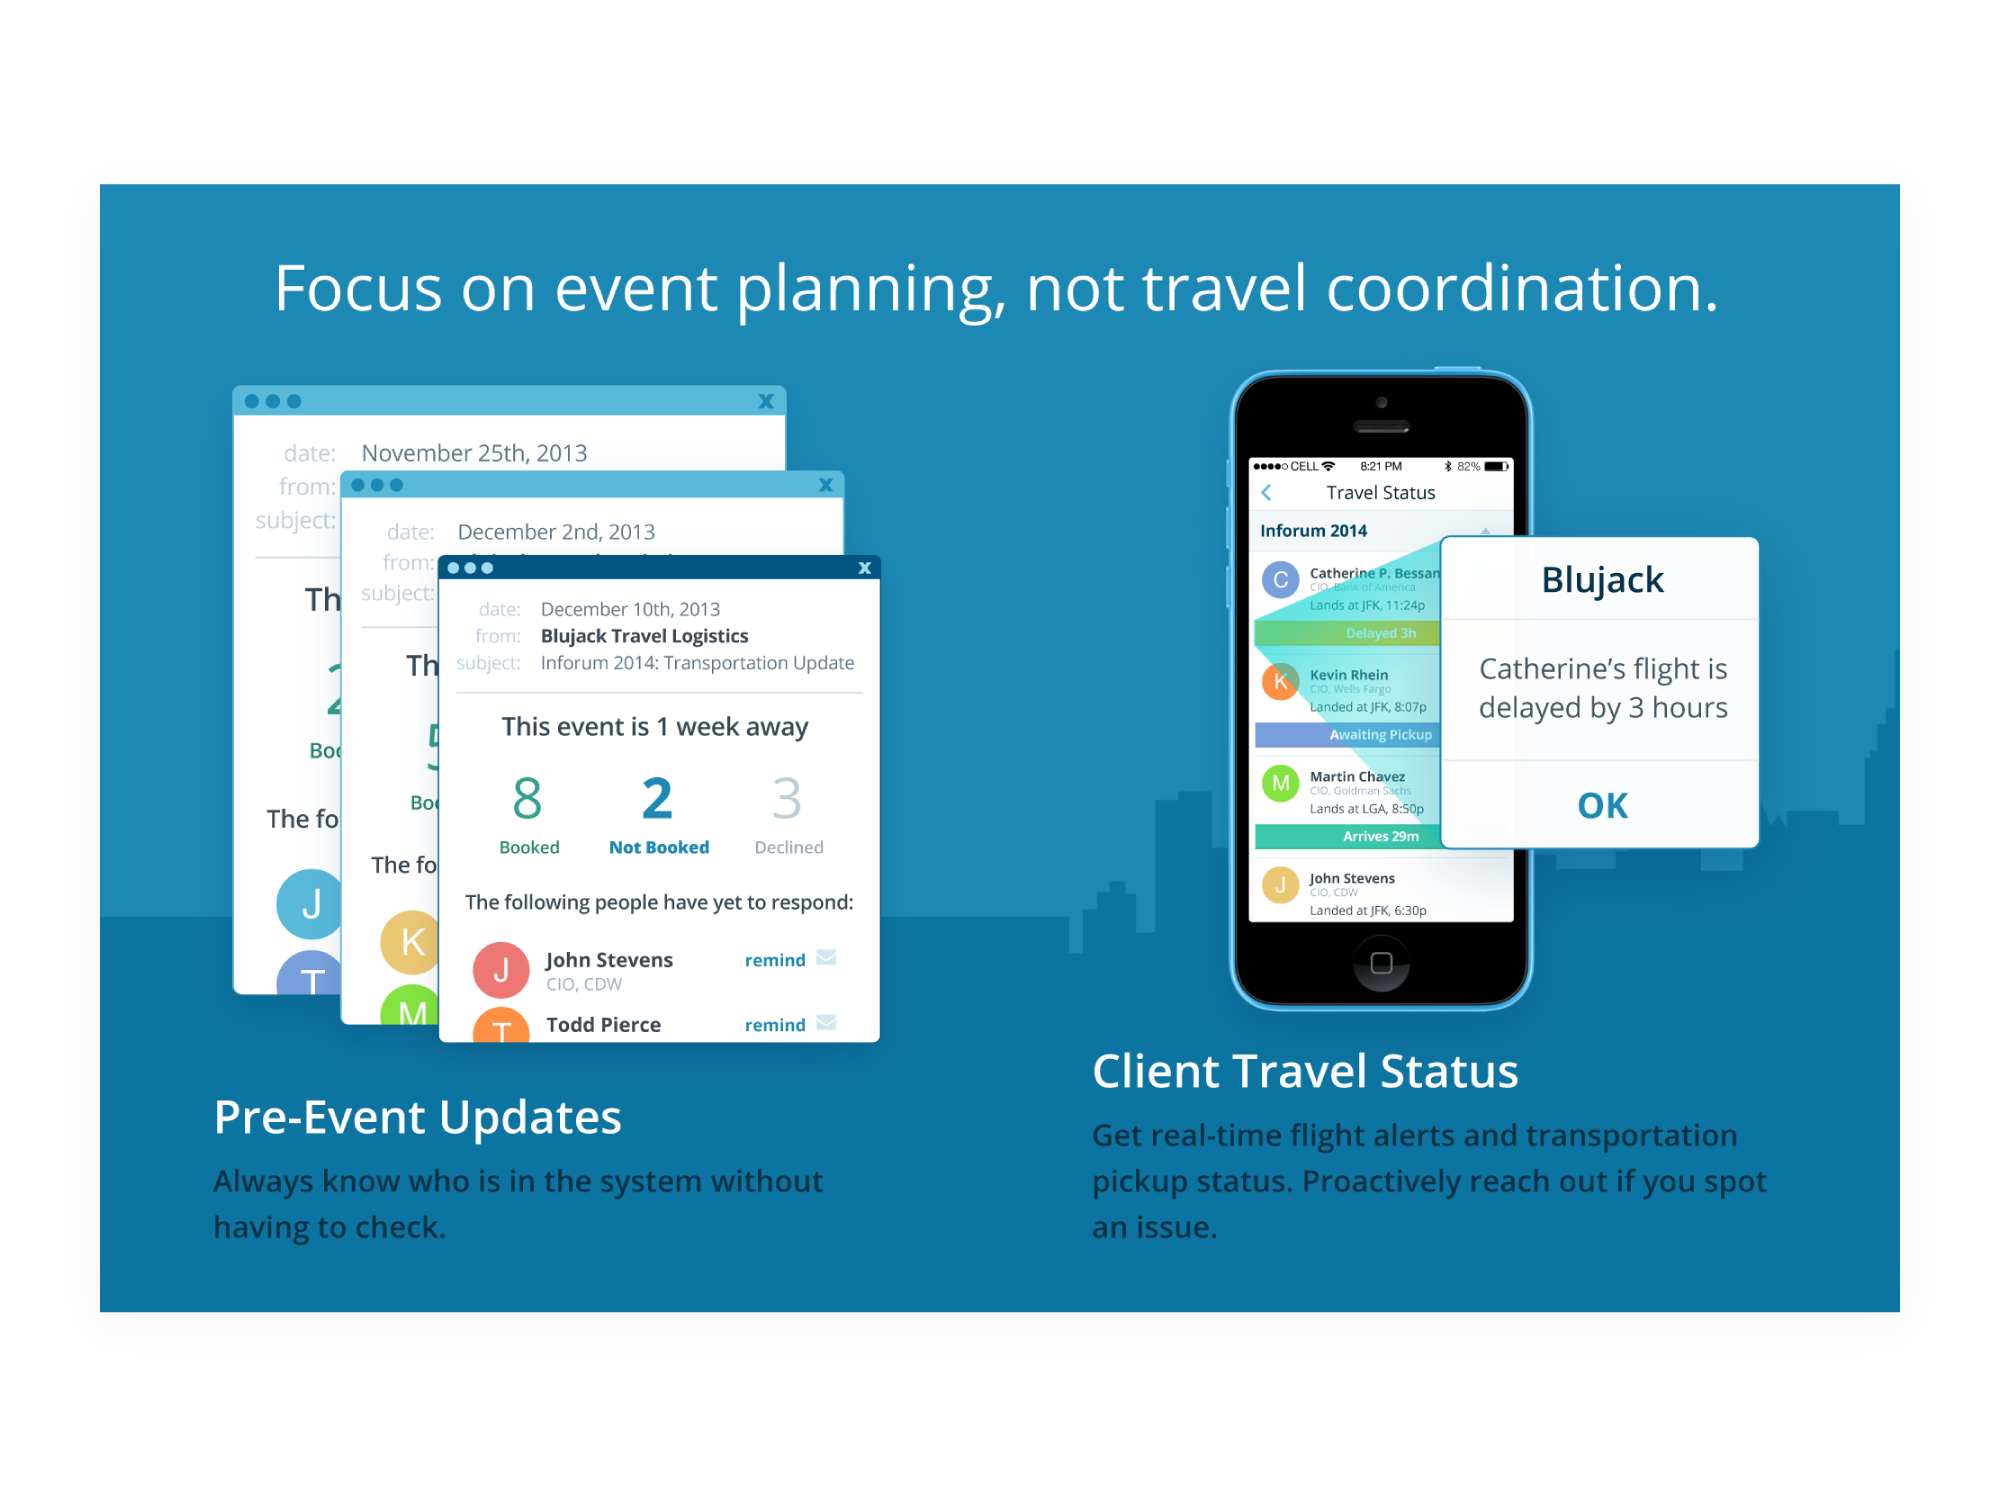 Focus on event planning, not travel coordination.
X
date: November 25th, 2013
from:
subject:
Th
Boo
The fo
J
T
X
date: December 2nd, 2013
from:
subject:
Th
5
Boo
The fo
K
M
X
date: December 10th, 2013
from: Blujack Travel Logistics
subject: Inforum 2014: Transportation Update
This event is 1 week away
8 2 3
Booked Not Booked Declined
The following people have yet to respond:
J John Stevens remind
CIO, CDW
T Todd Pierce remind
Pre-Event Updates
Always know who is in the system without
having to check.
CELL 8:21 PM 82%
Travel Status
Inforum 2014
C Catherine P. Bessan
CIO, Bank of America
Lands at JFK, 11:24p
Delayed 3h
K Kevin Rhein
CIO, Wells Fargo
Landed at JFK, 8:07p
Awaiting Pickup
M Martin Chavez
CIO, Goldman Sachs
Lands at LGA, 8:50p
Arrives 29m
J John Stevens
CIO, CDW
Landed at JFK, 6:30p
Blujack
Catherine’s flight is
delayed by 3 hours
OK
Client Travel Status
Get real-time flight alerts and transportation
pickup status. Proactively reach out if you spot
an issue.